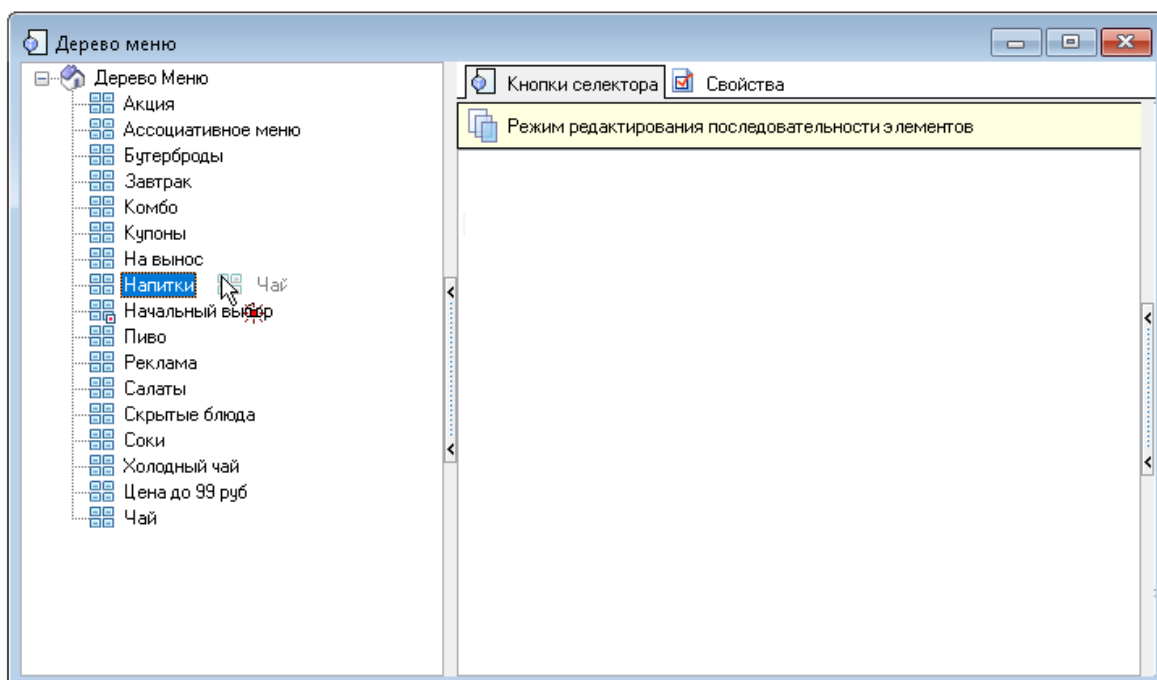 Дерево меню
Дерево Меню
Акция
Ассоциативное меню
Бутерброды
Завтрак
Комбо
Купоны
На вынос
Напитки Чай
Начальный выбор
Пиво
Реклама
Салаты
Скрытые блюда
Соки
Холодный чай
Цена до 99 руб
Чай
Кнопки селектора Свойства
Режим редактирования последовательности элементов